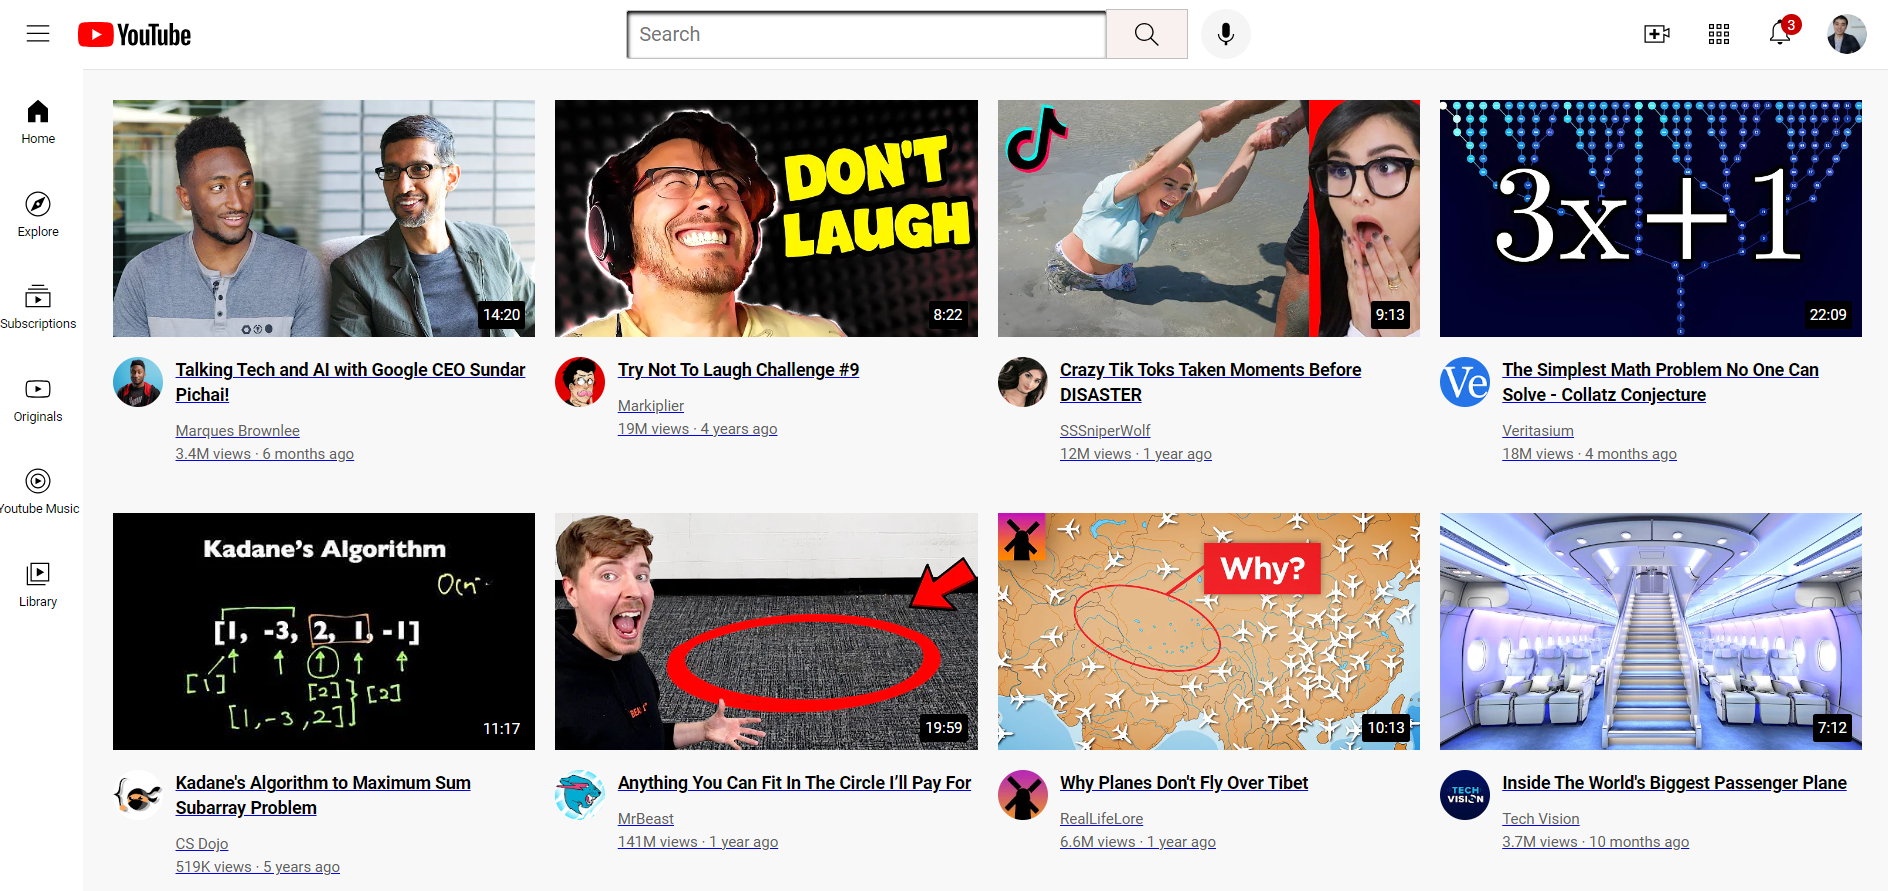 YouTube
Search
3
Home
Explore
Subscriptions
Originals
Youtube Music
Library
14:20
Talking Tech and AI with Google CEO Sundar
Pichai!
Marques Brownlee
3.4M views · 6 months ago
DON'T
LAUGH
8:22
Try Not To Laugh Challenge #9
Markiplier
19M views · 4 years ago
9:13
Crazy Tik Toks Taken Moments Before
DISASTER
SSSniperWolf
12M views · 1 year ago
3x+1
22:09
Ve
The Simplest Math Problem No One Can
Solve - Collatz Conjecture
Veritasium
18M views · 4 months ago
Kadane's Algorithm
[1, -3, 2, 1, -1]
[1] [2] [2]
[1, -3, 2]
11:17
Kadane's Algorithm to Maximum Sum
Subarray Problem
CS Dojo
519K views · 5 years ago
19:59
Anything You Can Fit In The Circle I’ll Pay For
MrBeast
141M views · 1 year ago
Why?
10:13
Why Planes Don't Fly Over Tibet
RealLifeLore
6.6M views · 1 year ago
7:12
TECH
VISION
Inside The World's Biggest Passenger Plane
Tech Vision
3.7M views · 10 months ago